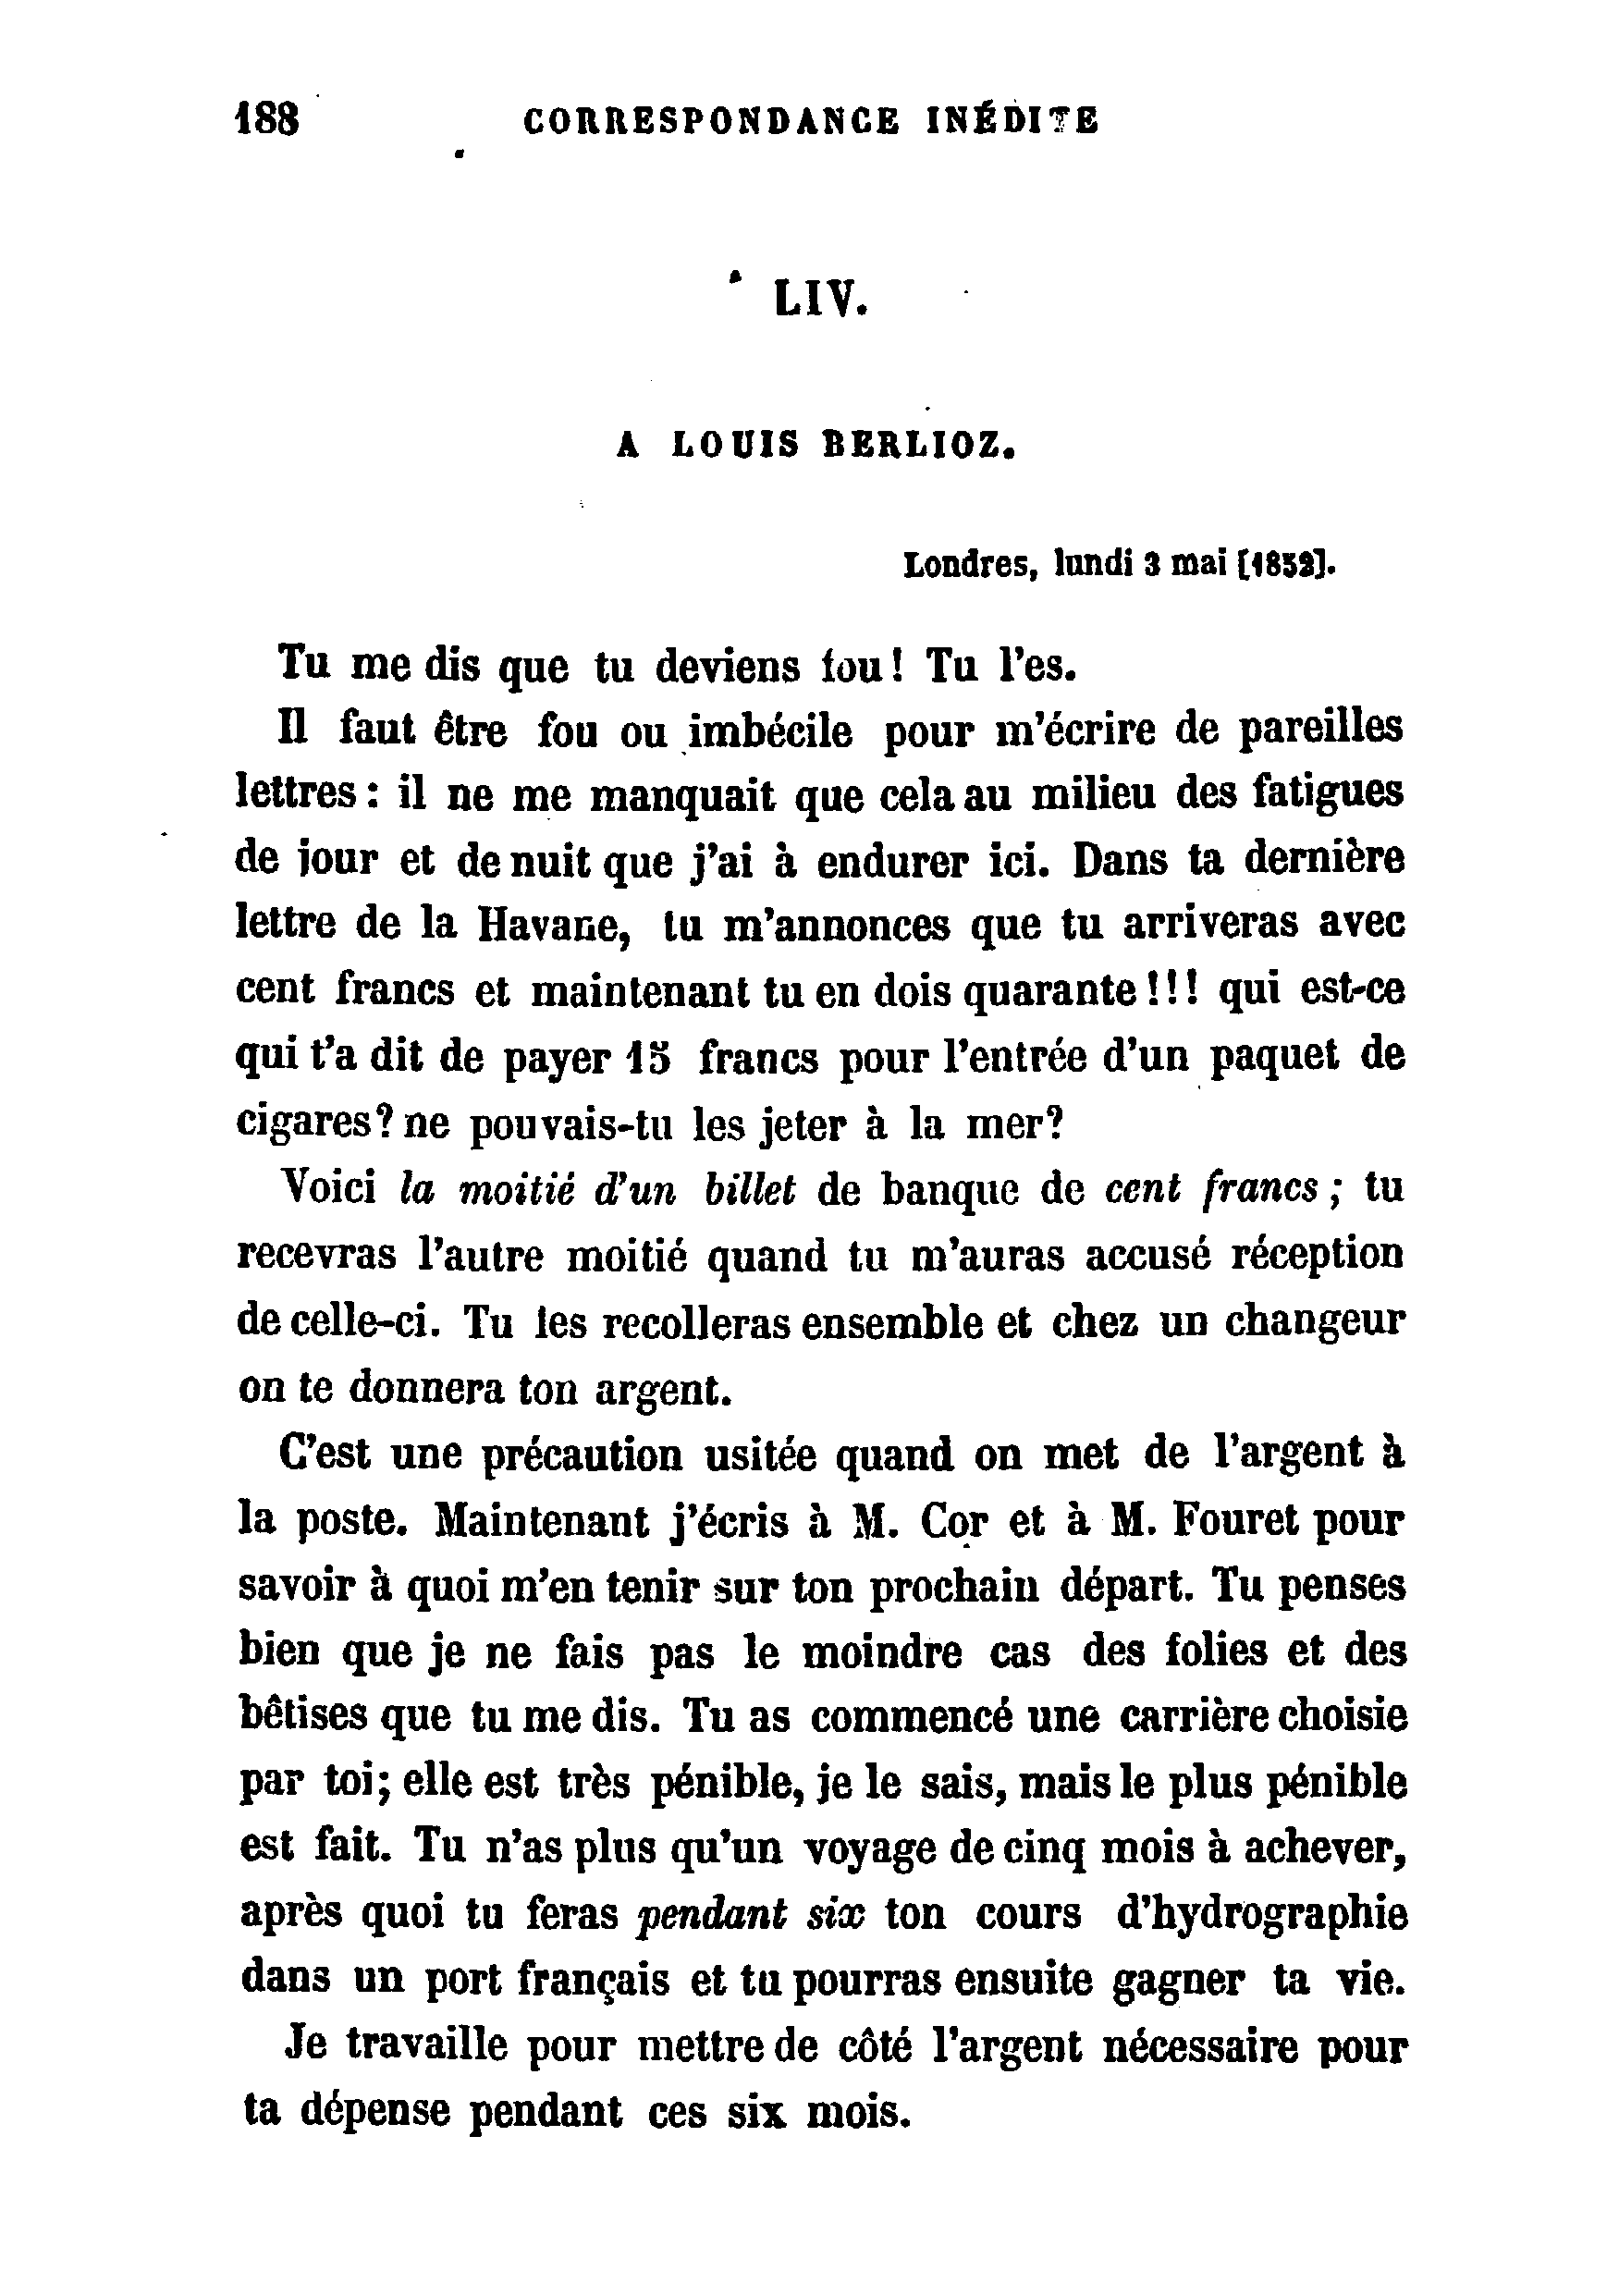 188
CORRESPONDANCE INÉDITE
LIV.
A LOUIS BERLIOZ.
Londres, lundi 3 mai [1852].
Tu me dis que tu deviens fou! Tu l'es.
Il faut être fou ou imbécile pour m'écrire de pareilles
lettres : il ne me manquait que cela au milieu des fatigues
de jour et de nuit que j'ai à endurer ici. Dans ta dernière
lettre de la Havane, tu m'annonces que tu arriveras avec
cent francs et maintenant tu en dois quarante!!! qui est-ce
qui t'a dit de payer 15 francs pour l'entrée d'un paquet de
cigares? ne pouvais-tu les jeter à la mer?
Voici la moitié d'un billet de banque de cent francs; tu
recevras l'autre moitié quand tu m'auras accusé réception
de celle-ci. Tu les recolleras ensemble et chez un changeur
on te donnera ton argent.
C'est une précaution usitée quand on met de l'argent à
la poste. Maintenant j'écris à M. Cor et à M. Fouret pour
savoir à quoi m'en tenir sur ton prochain départ. Tu penses
bien que je ne fais pas le moindre cas des folies et des
bêtises que tu me dis. Tu as commencé une carrière choisie
par toi; elle est très pénible, je le sais, mais le plus pénible
est fait. Tu n'as plus qu'un voyage de cinq mois à achever,
après quoi tu feras pendant six ton cours d'hydrographie
dans un port français et tu pourras ensuite gagner ta vie.
Je travaille pour mettre de côté l'argent nécessaire pour
ta dépense pendant ces six mois.